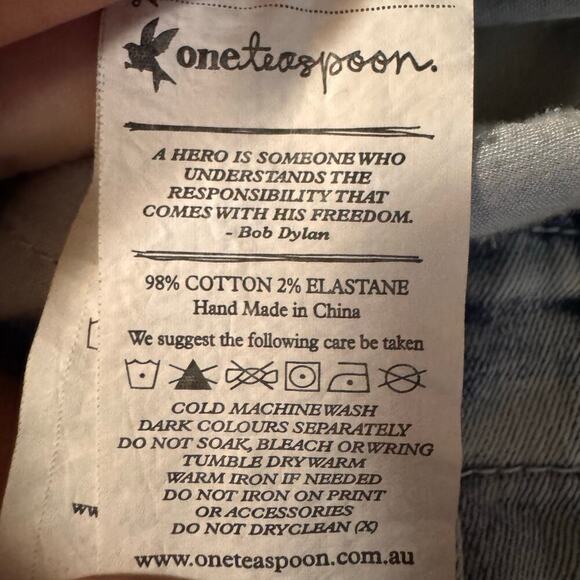 oneteaspoon.
A HERO IS SOMEONE WHO
UNDERSTANDS THE
RESPONSIBILITY THAT
COMES WITH HIS FREEDOM.
- Bob Dylan
98% COTTON 2% ELASTANE
Hand Made in China
We suggest the following care be taken
COLD MACHINE WASH
DARK COLOURS SEPARATELY
DO NOT SOAK, BLEACH OR WRING
TUMBLE DRY WARM
WARM IRON IF NEEDED
DO NOT IRON ON PRINT
OR ACCESSORIES
DO NOT DRYCLEAN (X)
www.oneteaspoon.com.au